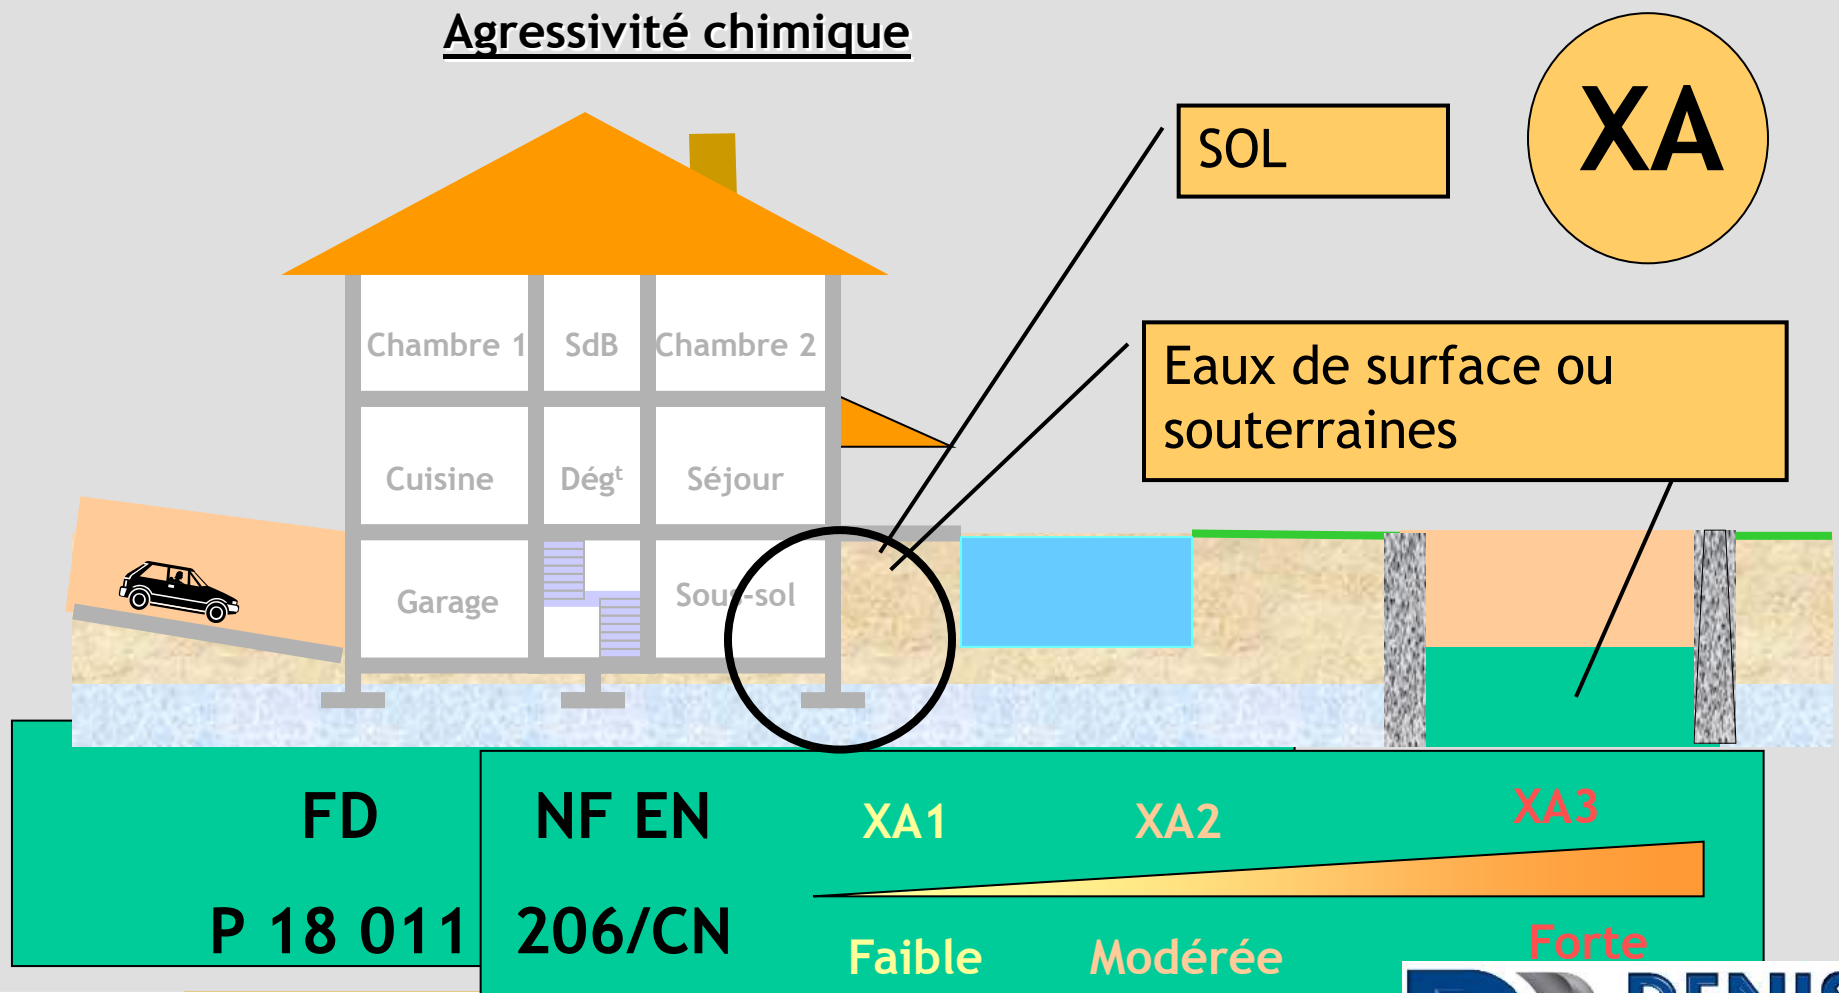 Agressivité chimique
XA
SOL
Eaux de surface ou
souterraines
Chambre 1 SdB Chambre 2
Cuisine Dégt Séjour
Garage Sous-sol
FD
P 18 011
NF EN
206/CN
XA1 XA2 XA3
Faible Modérée Forte